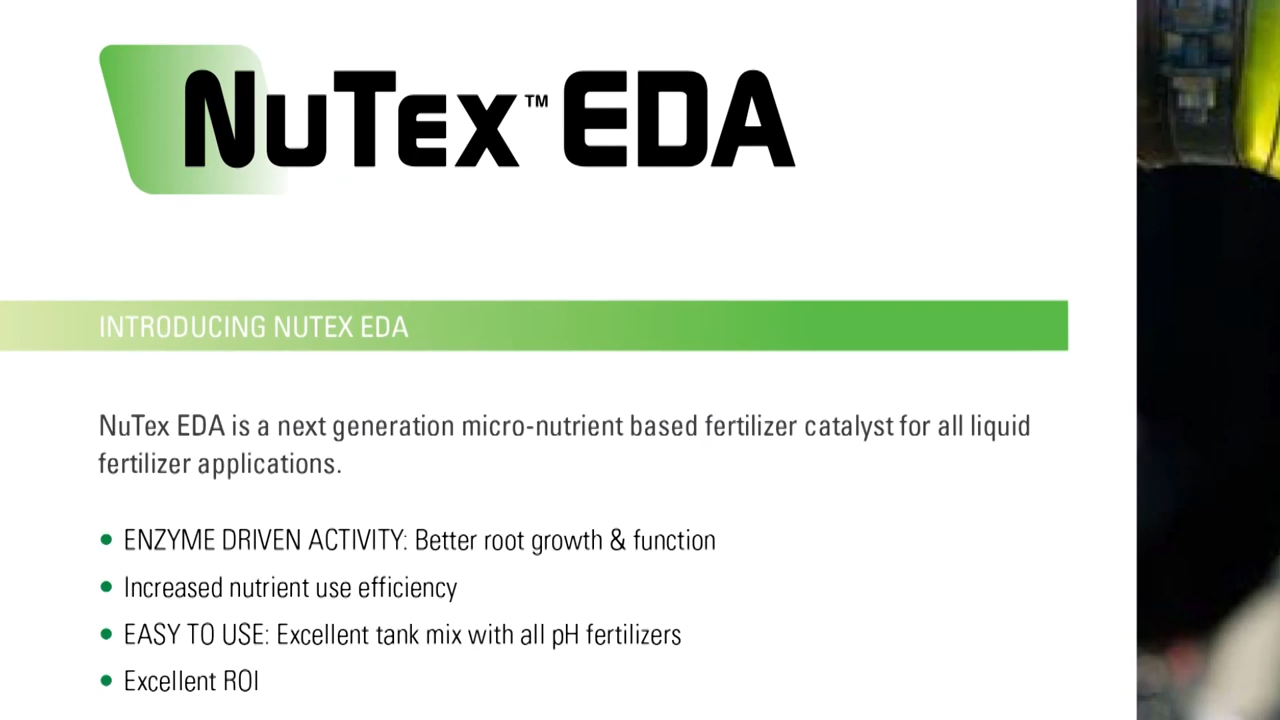 NuTex™ EDA
INTRODUCING NUTEX EDA
NuTex EDA is a next generation micro-nutrient based fertilizer catalyst for all liquid
fertilizer applications.
• ENZYME DRIVEN ACTIVITY: Better root growth & function
• Increased nutrient use efficiency
• EASY TO USE: Excellent tank mix with all pH fertilizers
• Excellent ROI